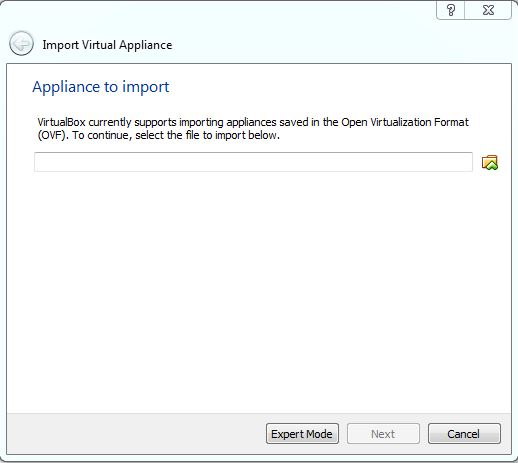 Import Virtual Appliance
Appliance to import
VirtualBox currently supports importing appliances saved in the Open Virtualization Format
(OVF). To continue, select the file to import below.
Expert Mode
Next
Cancel